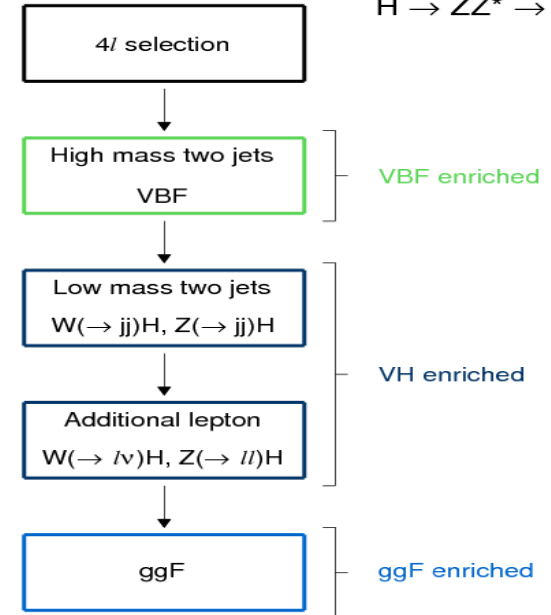 H → ZZ* →
4l selection
High mass two jets
VBF
VBF enriched
Low mass two jets
W(→ jj)H, Z(→ jj)H
VH enriched
Additional lepton
W(→ lν)H, Z(→ ll)H
ggF
ggF enriched